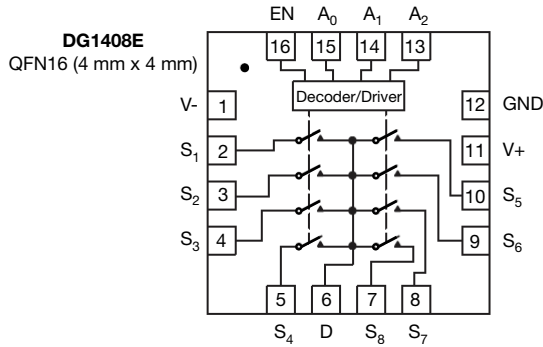 EN A0 A1 A2
DG1408E
QFN16 (4 mm x 4 mm)
16 15 14 13
Decoder/Driver
V- 1 12 GND
S1 2 11 V+
S2 3 10 S5
S3 4 9 S6
5 6 7 8
S4 D S8 S7